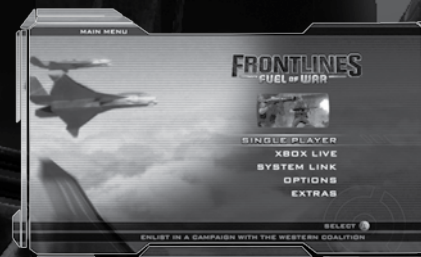 MAIN MENU
FRONTLINES
FUEL OF WAR
SINGLE PLAYER
XBOX LIVE
SYSTEM LINK
OPTIONS
EXTRAS
SELECT
ENLIST IN A CAMPAIGN WITH THE WESTERN COALITION